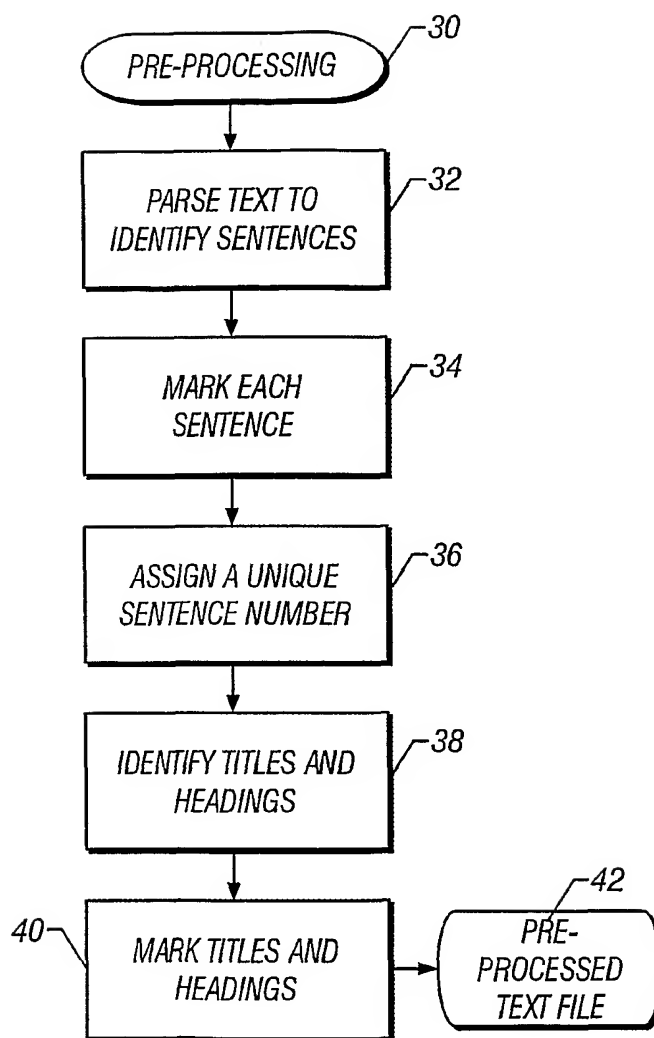 30
PRE-PROCESSING
32
PARSE TEXT TO
IDENTIFY SENTENCES
34
MARK EACH
SENTENCE
36
ASSIGN A UNIQUE
SENTENCE NUMBER
38
IDENTIFY TITLES AND
HEADINGS
40
MARK TITLES AND
HEADINGS
42
PRE-
PROCESSED
TEXT FILE